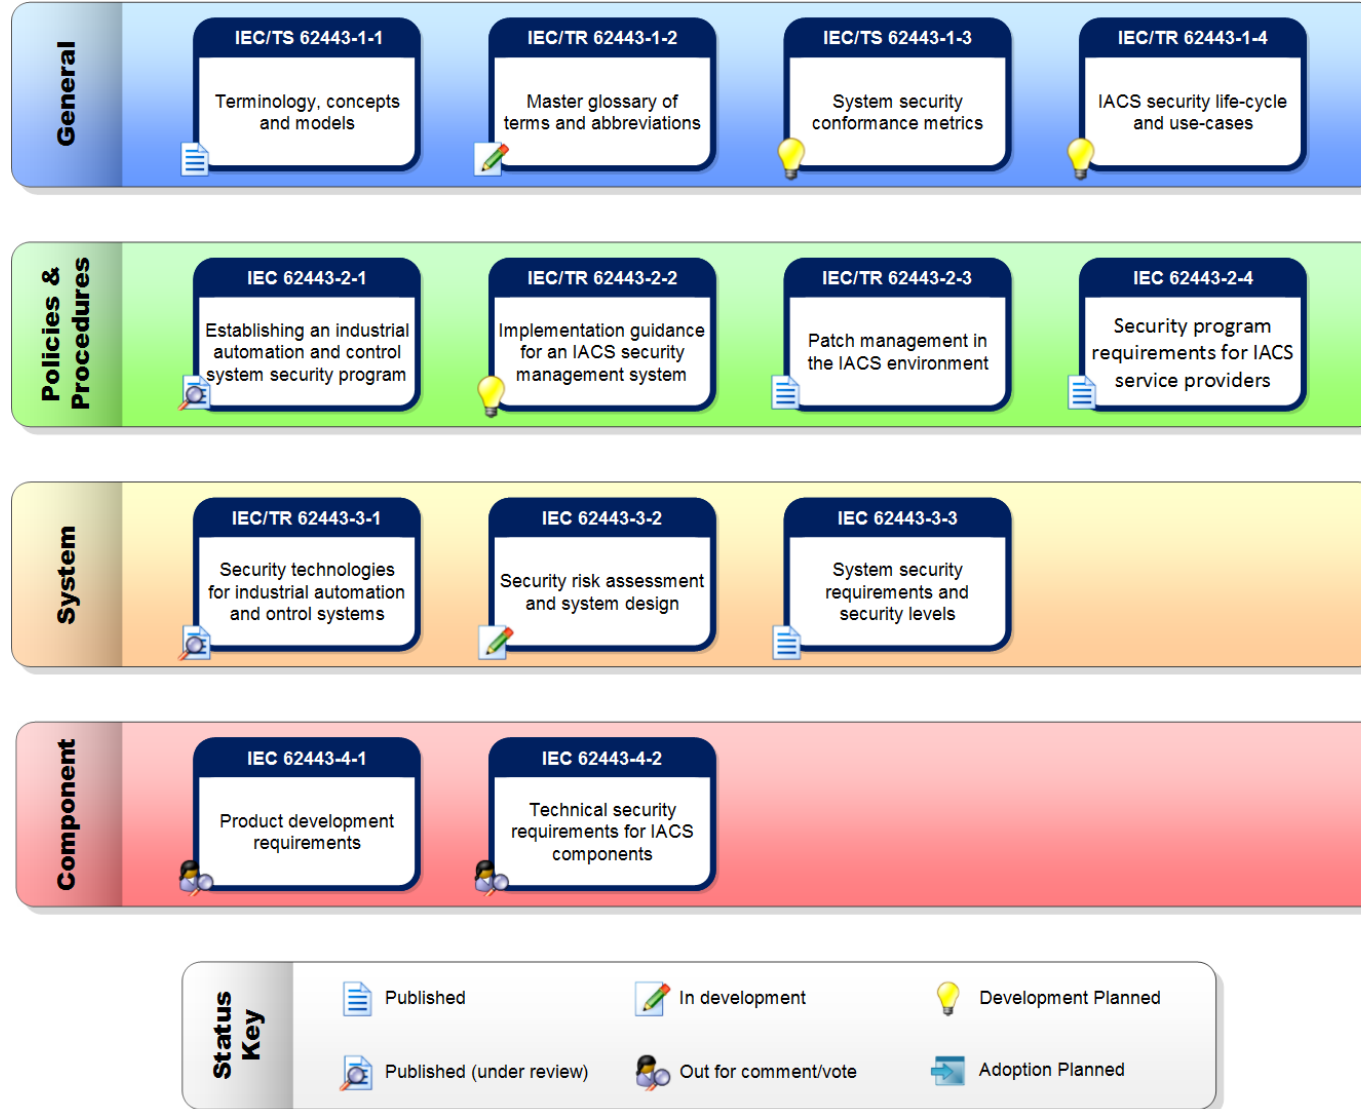 General
IEC/TS 62443-1-1
Terminology, concepts
and models
IEC/TR 62443-1-2
Master glossary of
terms and abbreviations
IEC/TS 62443-1-3
System security
conformance metrics
IEC/TR 62443-1-4
IACS security life-cycle
and use-cases
Policies &
Procedures
IEC 62443-2-1
Establishing an industrial
automation and control
system security program
IEC/TR 62443-2-2
Implementation guidance
for an IACS security
management system
IEC/TR 62443-2-3
Patch management in
the IACS environment
IEC 62443-2-4
Security program
requirements for IACS
service providers
System
IEC/TR 62443-3-1
Security technologies
for industrial automation
and ontrol systems
IEC 62443-3-2
Security risk assessment
and system design
IEC 62443-3-3
System security
requirements and
security levels
Component
IEC 62443-4-1
Product development
requirements
IEC 62443-4-2
Technical security
requirements for IACS
components
Status
Key
Published
In development
Development Planned
Published (under review)
Out for comment/vote
Adoption Planned